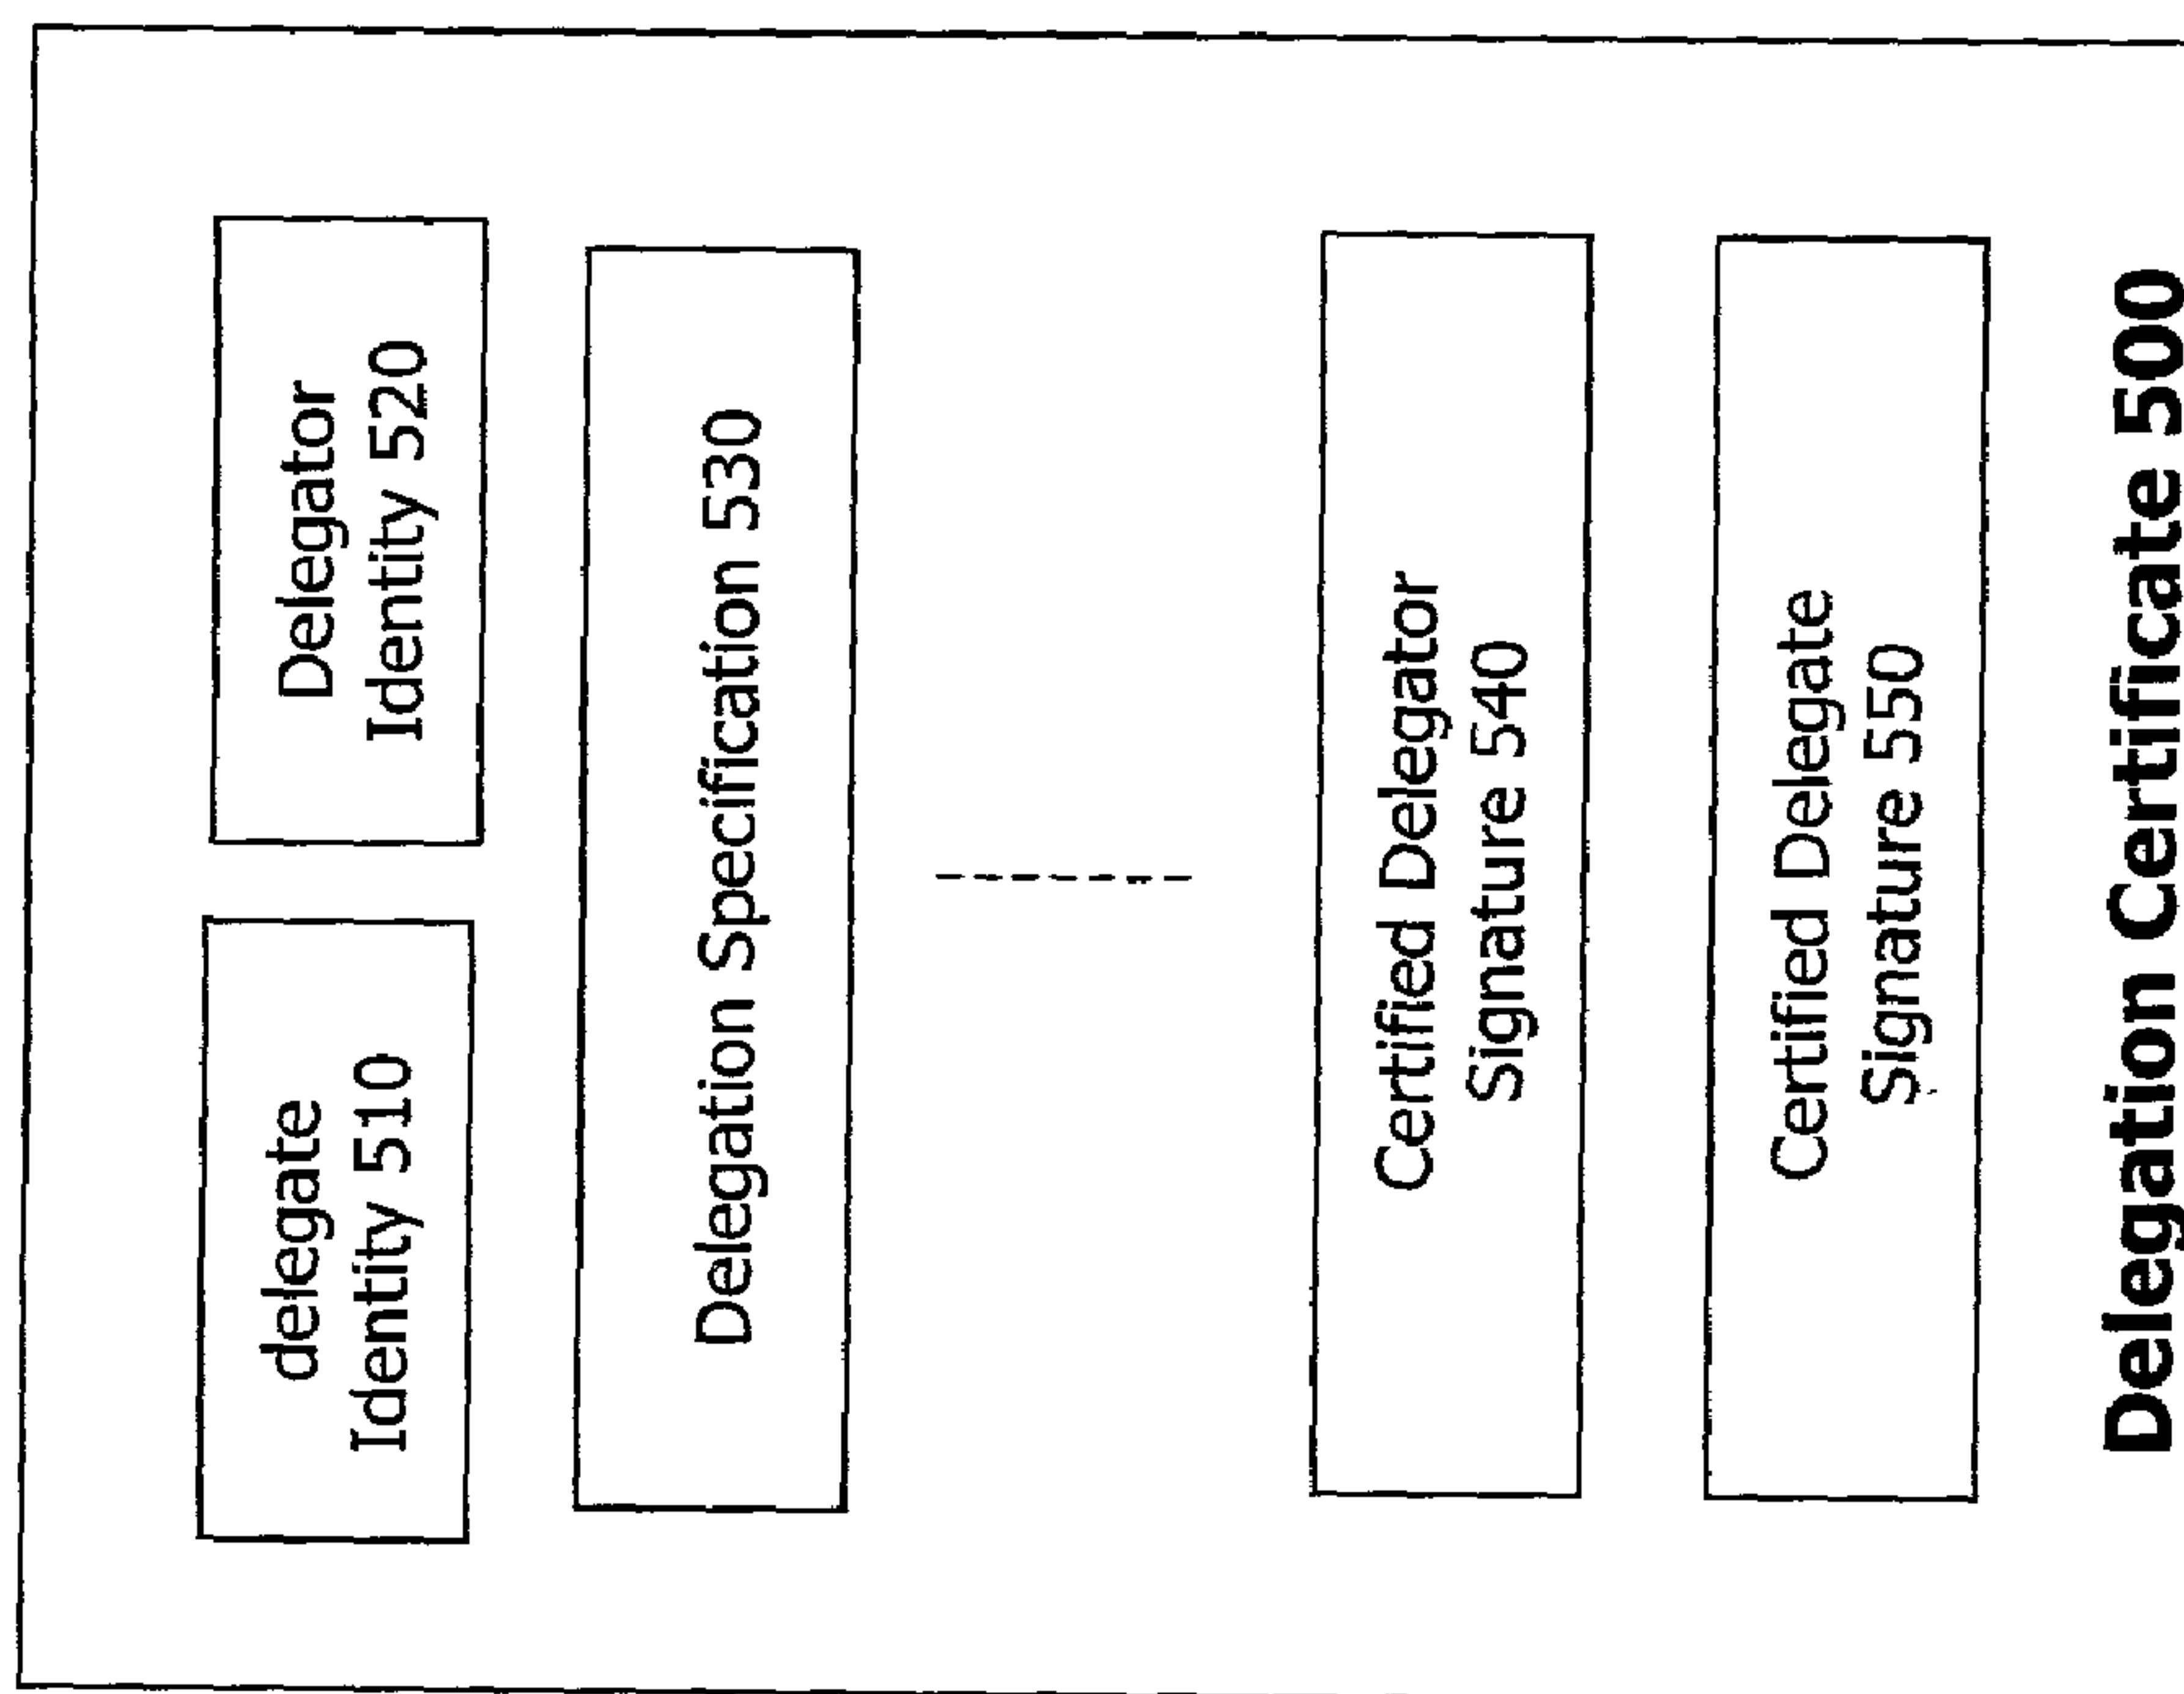 delegate
Identity 510
Delegator
Identity 520
Delegation Specification 530
Certified Delegator
Signature 540
Certified Delegate
Signature 550
Delegation Certificate 500